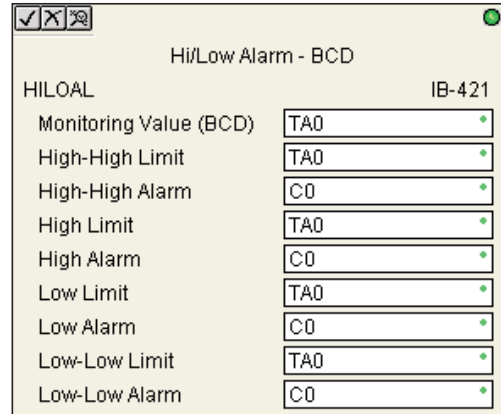 Hi/Low Alarm - BCD
HILOAL IB-421
Monitoring Value (BCD) TA0
High-High Limit TA0
High-High Alarm C0
High Limit TA0
High Alarm C0
Low Limit TA0
Low Alarm C0
Low-Low Limit TA0
Low-Low Alarm C0